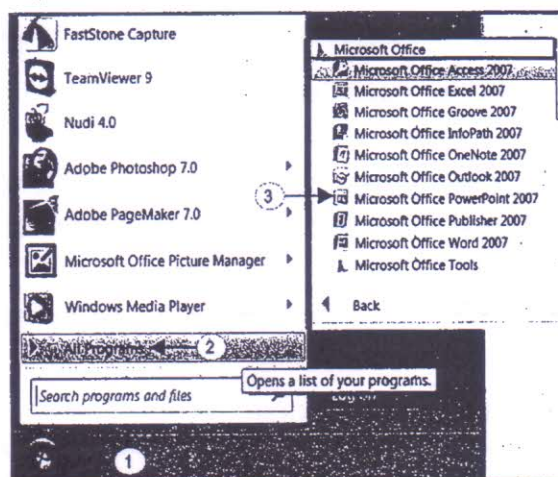 FastStone Capture
TeamViewer 9
Nudi 4.0
Adobe Photoshop 7.0
Adobe PageMaker 7.0
Microsoft Office Picture Manager
Windows Media Player
All Programs
2
Search programs and files
1
Microsoft Office
Microsoft Office Access 2007
Microsoft Office Excel 2007
Microsoft Office Groove 2007
Microsoft Office InfoPath 2007
Microsoft Office OneNote 2007
Microsoft Office Outlook 2007
3
Microsoft Office PowerPoint 2007
Microsoft Office Publisher 2007
Microsoft Office Word 2007
Microsoft Office Tools
Back
Opens a list of your programs.